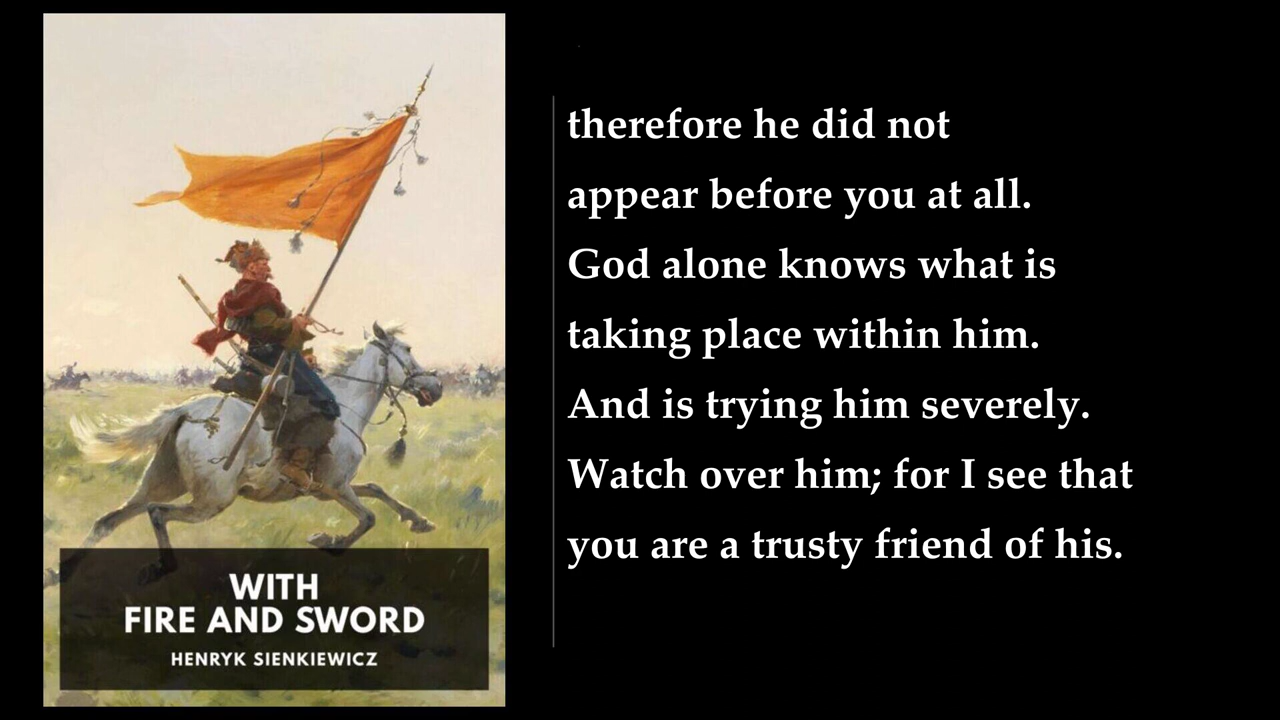 WITH
FIRE AND SWORD
HENRYK SIENKIEWICZ
therefore he did not
appear before you at all.
God alone knows what is
taking place within him.
And is trying him severely.
Watch over him; for I see that
you are a trusty friend of his.